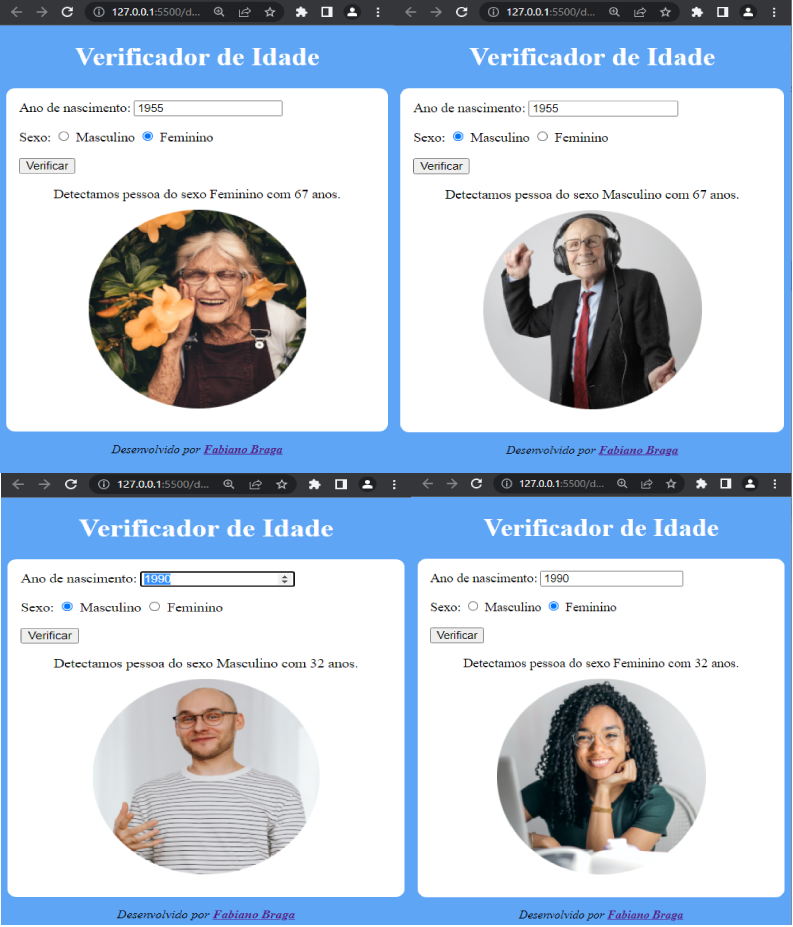 127.0.0.1:5500/d...
Verificador de Idade
Ano de nascimento: 1955
Sexo: Masculino Feminino
Verificar
Detectamos pessoa do sexo Feminino com 67 anos.
Desenvolvido por Fabiano Braga
127.0.0.1:5500/d...
Verificador de Idade
Ano de nascimento: 1955
Sexo: Masculino Feminino
Verificar
Detectamos pessoa do sexo Masculino com 67 anos.
Desenvolvido por Fabiano Braga
127.0.0.1:5500/d...
Verificador de Idade
Ano de nascimento: 1990
Sexo: Masculino Feminino
Verificar
Detectamos pessoa do sexo Masculino com 32 anos.
Desenvolvido por Fabiano Braga
127.0.0.1:5500/d...
Verificador de Idade
Ano de nascimento: 1990
Sexo: Masculino Feminino
Verificar
Detectamos pessoa do sexo Feminino com 32 anos.
Desenvolvido por Fabiano Braga